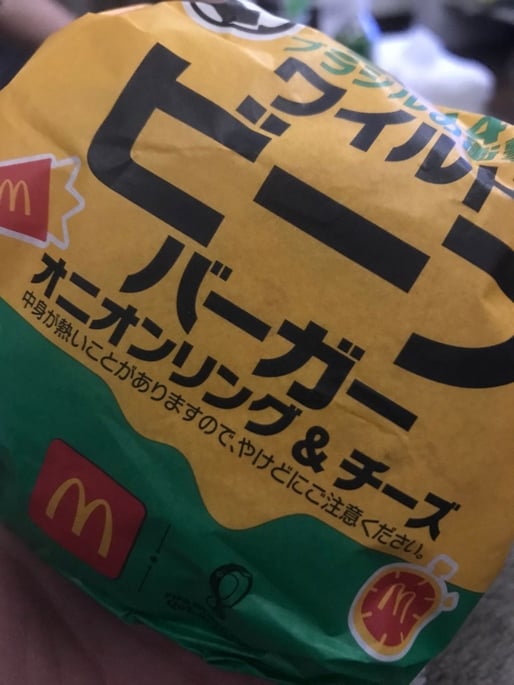 ブラジル
ワイルド
ビーフ
バーガー
オニオンリング&チーズ
中身が熱いことがありますので、やけどにご注意ください。